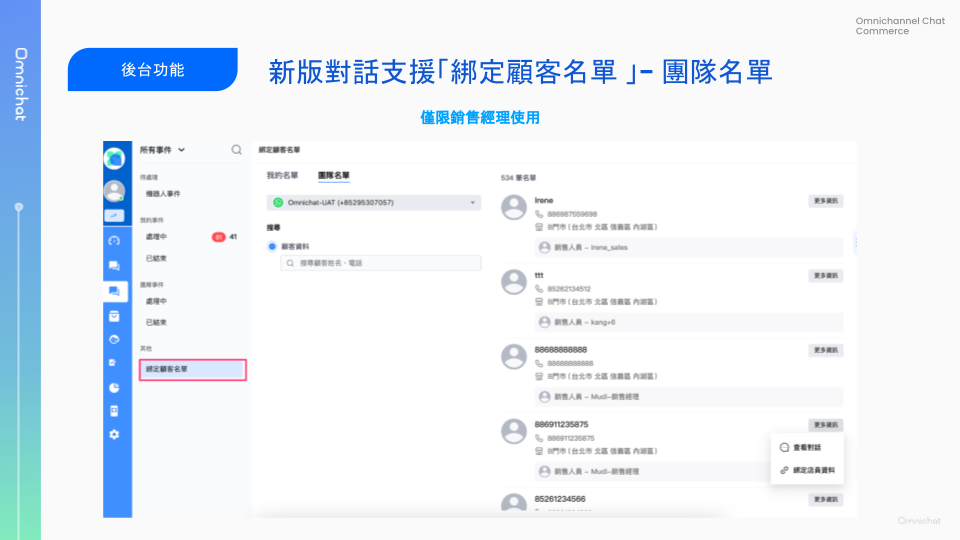 Omnichannel Chat
Commerce
Omnichat
後台功能
新版對話支援「綁定顧客名單 」- 團隊名單
僅限銷售經理使用
所有事件
待處理
機器人事件
我的事件
處理中
41
已結束
團隊事件
處理中
已結束
其他
綁定顧客名單
綁定顧客名單
我的名單 團隊名單
Omnichat-UAT (+85295307057)
搜尋
顧客資料
搜尋顧客姓名、電話
534 筆名單
Irene
更多資訊
886987559698
B門市 ( 台北市 北區 信義區 內湖區 )
銷售人員 - Irene_sales
ttt
更多資訊
85262134512
B門市 ( 台北市 北區 信義區 內湖區 )
銷售人員 - kang+6
88688888888
更多資訊
88688888888
B門市 ( 台北市 北區 信義區 內湖區 )
銷售人員 - Mudi-銷售經理
886911235875
更多資訊
886911235875
B門市 ( 台北市 北區 信義區 內湖區 )
銷售人員 - Mudi-銷售經理
查看對話
綁定店員資料
85261234566
更多資訊
Omnichat